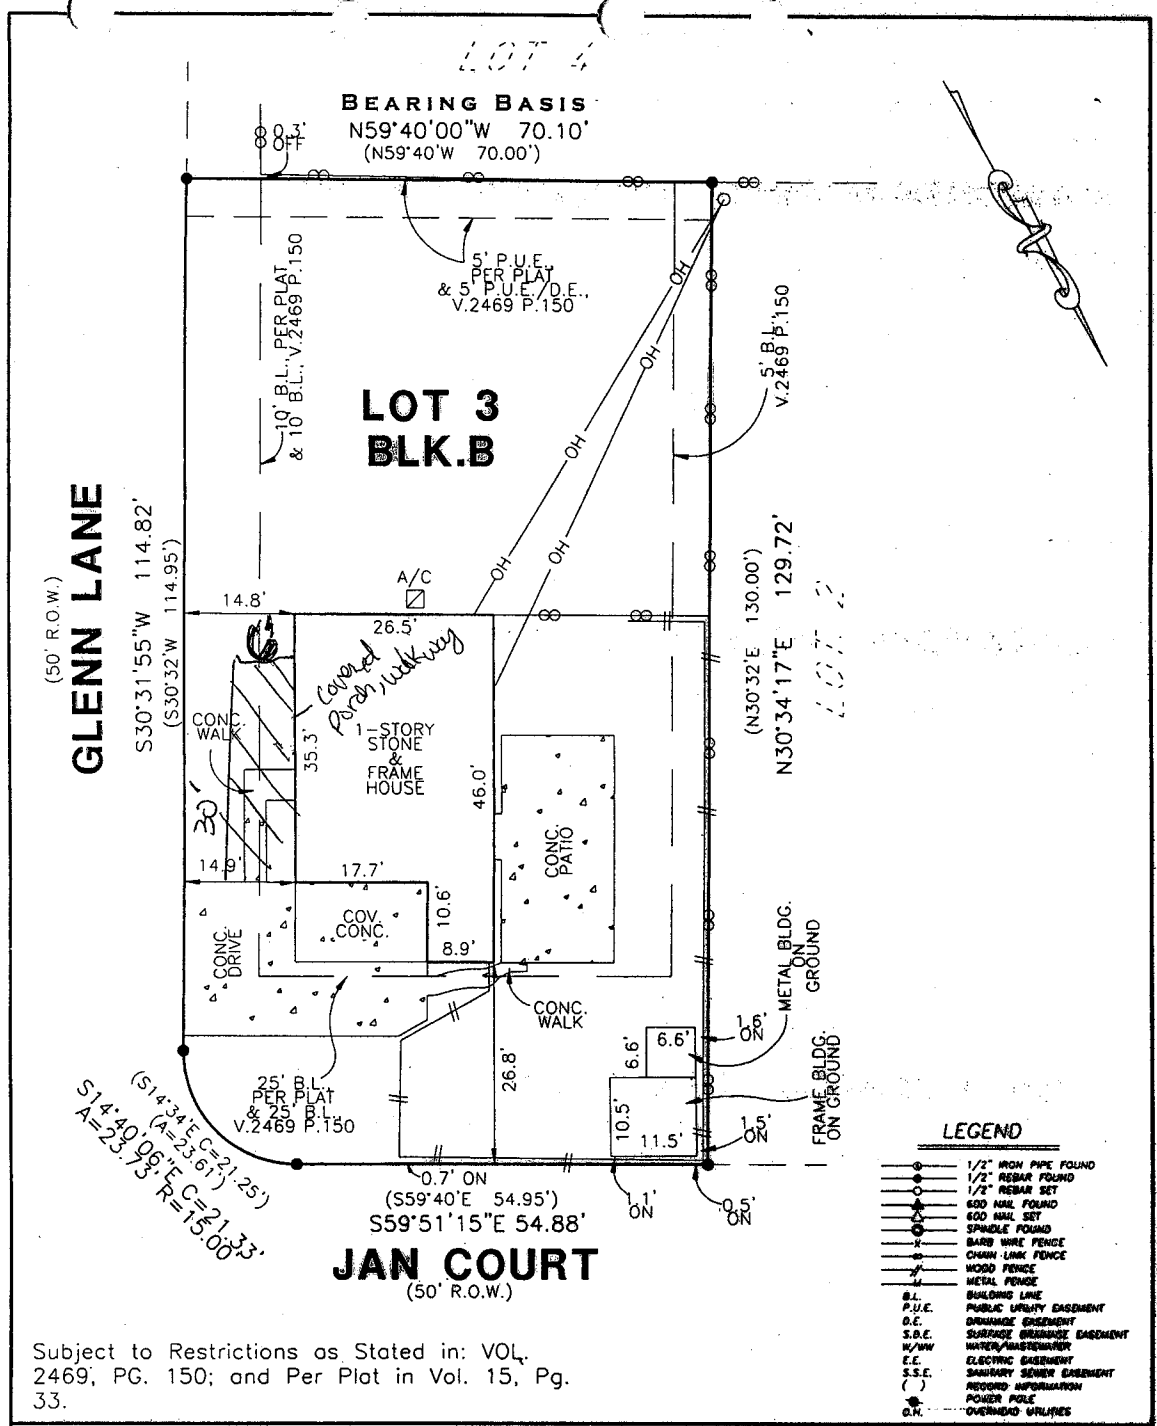 LOT 4
BEARING BASIS
N59°40'00"W 70.10'
(N59°40'W 70.00')
0.3'
OFF
5' P.U.E.,
PER PLAT
& 5' P.U.E./D.E.,
V.2469 P.150
10' B.L., PER PLAT
& 10' B.L., V.2469 P.150
OH
OH
OH
OH
OH
5' B.L.,
V.2469 P.150
LOT 3
BLK.B
GLENN LANE
(50' R.O.W.)
S30°31'55"W 114.82'
(S30°32'W 114.95')
(N30°32'E 130.00')
N30°34'17"E 129.72'
LOT 2
A/C
14.8'
26.5'
Covered
Porch, walkway
CONC.
WALK
35.3'
1-STORY
STONE
&
FRAME
HOUSE
46.0'
30'
CONC.
PATIO
14.9'
17.7'
COV.
CONC.
10.6'
8.9'
CONC.
DRIVE
CONC.
WALK
METAL BLDG.
ON
GROUND
1.6'
ON
6.6'
6.6'
26.8'
25' B.L.,
PER PLAT
& 25' B.L.,
V.2469 P.150
10.5'
11.5'
FRAME BLDG.
ON GROUND
1.5'
ON
(S14°34'E C=21.25')
(A=23.61')
S14°40'06"E C=21.33'
A=23.73' R=15.00'
0.7' ON
1.1'
ON
0.5'
ON
(S59°40'E 54.95')
S59°51'15"E 54.88'
JAN COURT
(50' R.O.W.)
LEGEND
1/2" IRON PIPE FOUND
1/2" REBAR FOUND
1/2" REBAR SET
60D NAIL FOUND
60D NAIL SET
SPINDLE FOUND
BARB WIRE FENCE
CHAIN LINK FENCE
WOOD FENCE
METAL FENCE
B.L. BUILDING LINE
P.U.E. PUBLIC UTILITY EASEMENT
D.E. DRAINAGE EASEMENT
S.D.E. SURFACE DRAINAGE EASEMENT
W/WW WATER/WASTEWATER
E.E. ELECTRIC EASEMENT
S.S.E. SANITARY SEWER EASEMENT
( ) RECORD INFORMATION
POWER POLE
O.H. OVERHEAD UTILITIES
Subject to Restrictions as Stated in: VOL.
2469, PG. 150; and Per Plat in Vol. 15, Pg.
33.